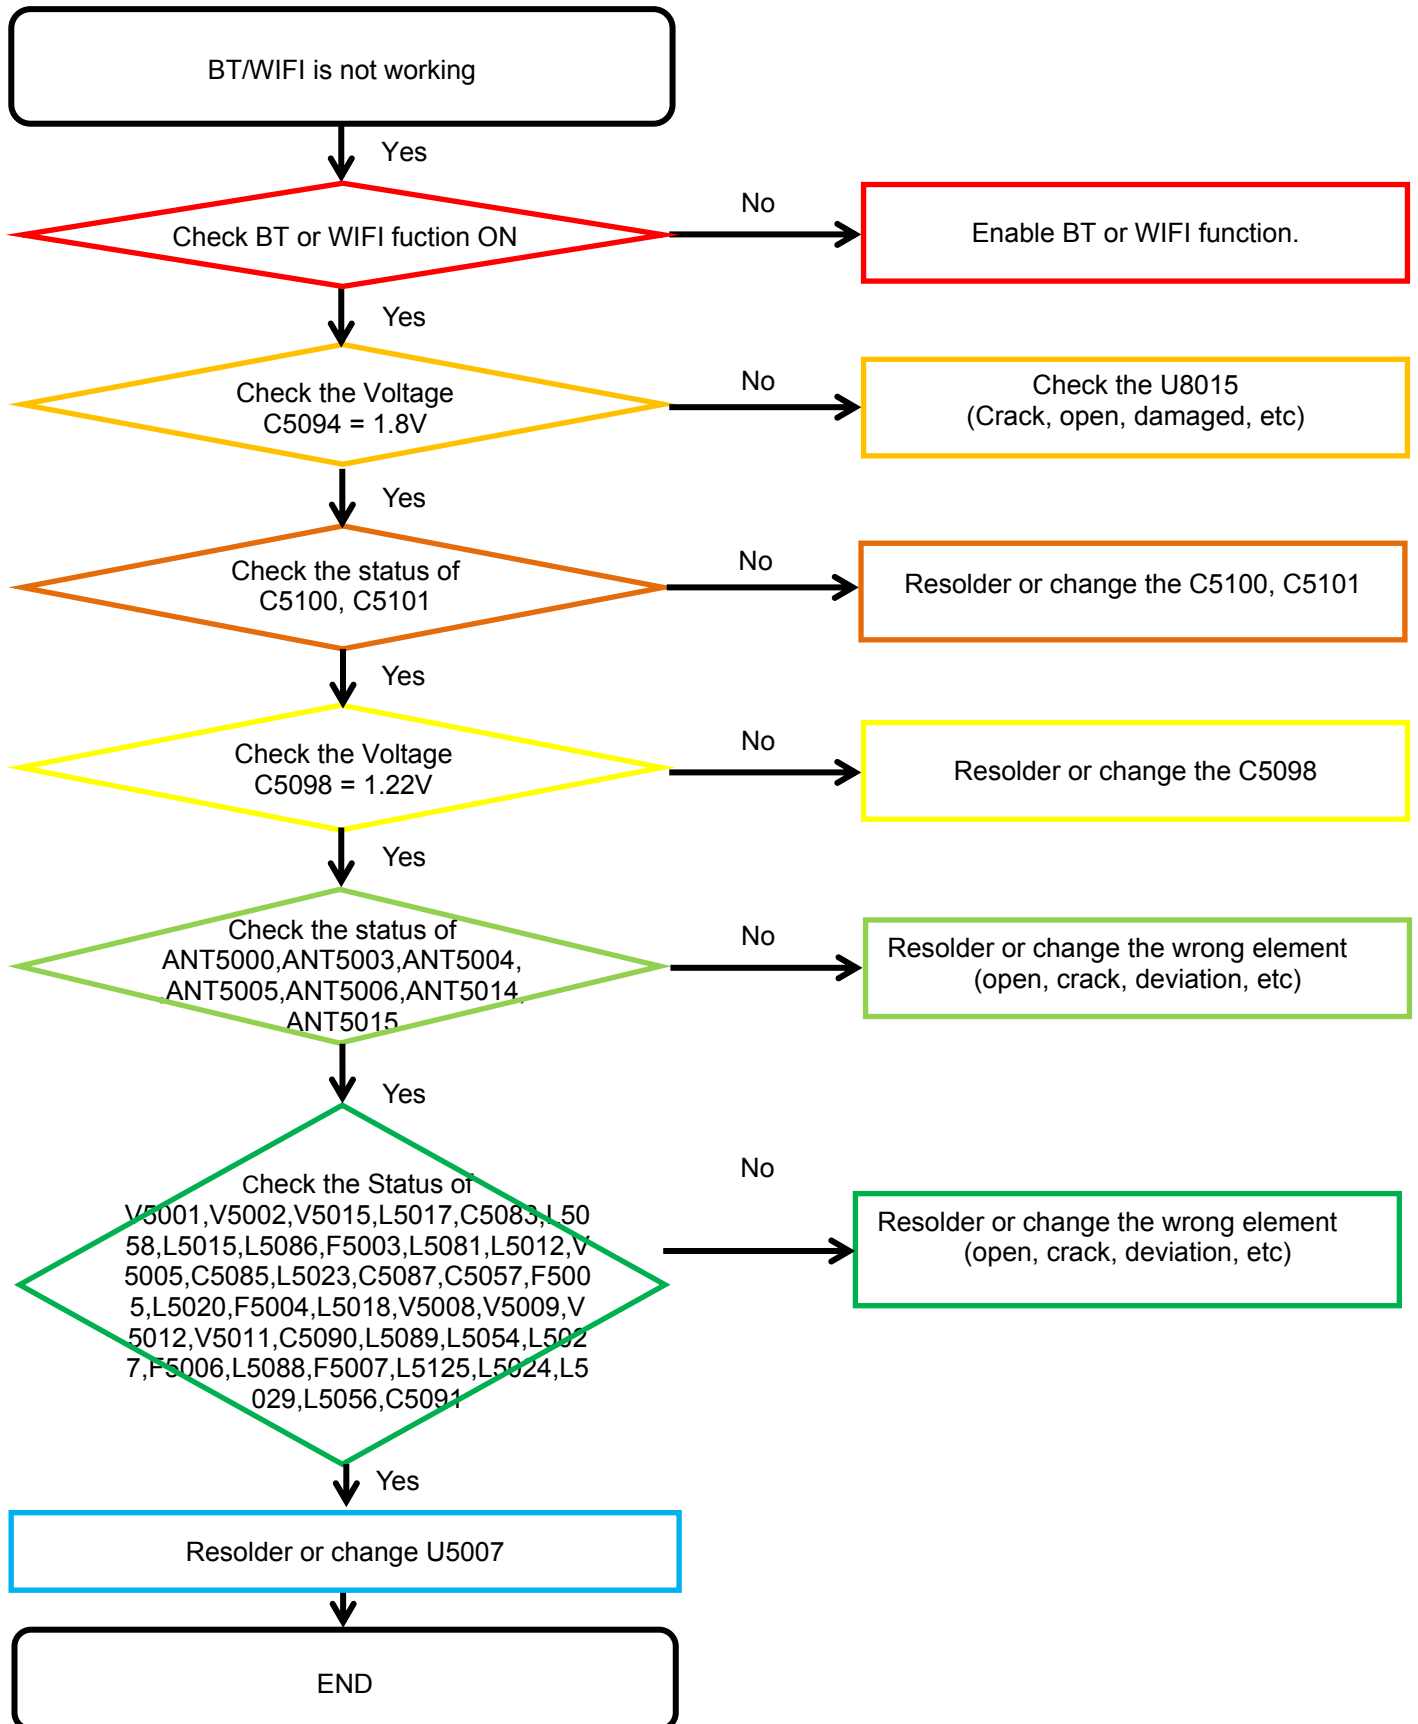 BT/WIFI is not working
Yes
Check BT or WIFI fuction ON
No
Enable BT or WIFI function.
Yes
Check the Voltage
C5094 = 1.8V
No
Check the U8015
(Crack, open, damaged, etc)
Yes
Check the status of
C5100, C5101
No
Resolder or change the C5100, C5101
Yes
Check the Voltage
C5098 = 1.22V
No
Resolder or change the C5098
Yes
Check the status of
ANT5000,ANT5003,ANT5004,
,ANT5005,ANT5006,ANT5014,
ANT5015
No
Resolder or change the wrong element
(open, crack, deviation, etc)
Yes
Check the Status of
V5001,V5002,V5015,L5017,C5083,L50
58,L5015,L5086,F5003,L5081,L5012,V
5005,C5085,L5023,C5087,C5057,F500
5,L5020,F5004,L5018,V5008,V5009,V
5012,V5011,C5090,L5089,L5054,L502
7,F5006,L5088,F5007,L5125,L5024,L5
029,L5056,C5091
No
Resolder or change the wrong element
(open, crack, deviation, etc)
Yes
Resolder or change U5007
END